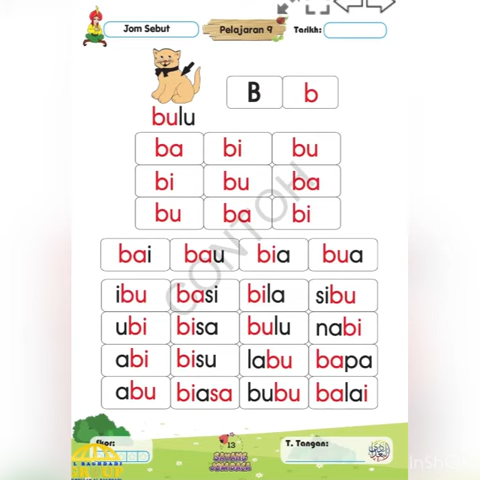 Jom Sebut
Pelajaran 9
Tarikh:
B b
bulu
ba bi bu
bi bu ba
bu ba bi
bai bau bia bua
ibu basi bila sibu
ubi bisa bulu nabi
abi bisu labu bapa
abu biasa bubu balai
CONTOH
Skor:
13
T. Tangan:
InSh